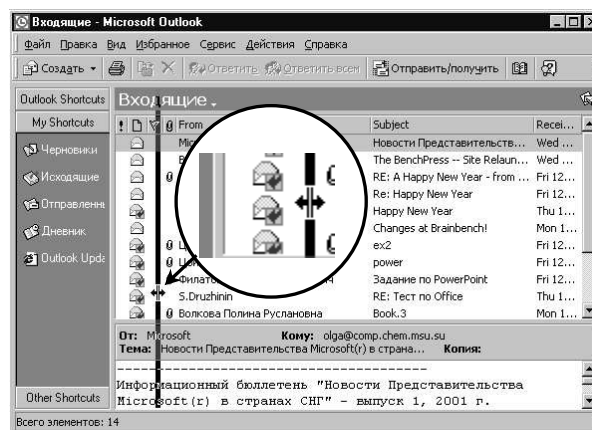 Входящие - Microsoft Outlook
Файл Правка Вид Избранное Сервис Действия Справка
Создать Ответить Ответить всем Отправить/получить
Outlook Shortcuts
My Shortcuts
Черновики
Исходящие
Отправленн
Дневник
Outlook Upda
Other Shortcuts
Входящие
From Subject Recei...
Новости Представительств... Wed ...
The BenchPress -- Site Relaun... Wed ...
RE: A Happy New Year - from ... Fri 12...
Re: Happy New Year Fri 12...
Happy New Year Thu 1...
Changes at Brainbench! Mon 1...
ex2 Fri 12...
power Fri 12...
Задание по PowerPoint Fri 12...
S.Druzhinin RE: Тест по Office Thu 1...
Волкова Полина Руслановна Book.3 Mon 1...
От: Microsoft Кому: olga@comp.chem.msu.su
Тема: Новости Представительства Microsoft(r) в страна... Копия:
Информационный бюллетень "Новости Представительства
Microsoft(r) в странах СНГ" - выпуск 1, 2001 г.
Всего элементов: 14